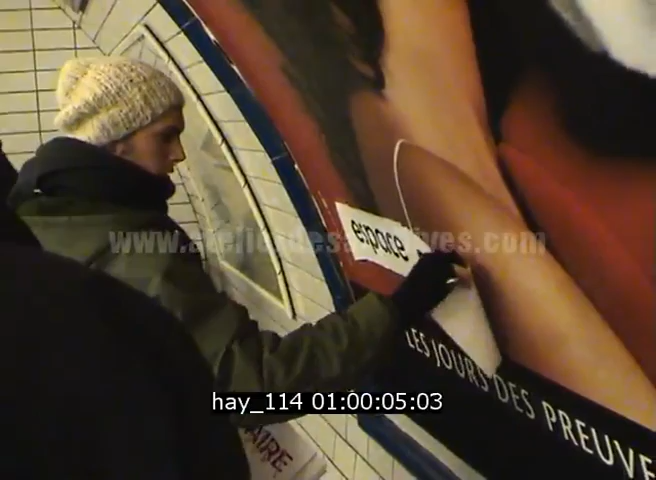 espace
www.atelierdesarchives.com
LES JOURS DES PREUVE
hay_114 01:00:05:03
AIRE